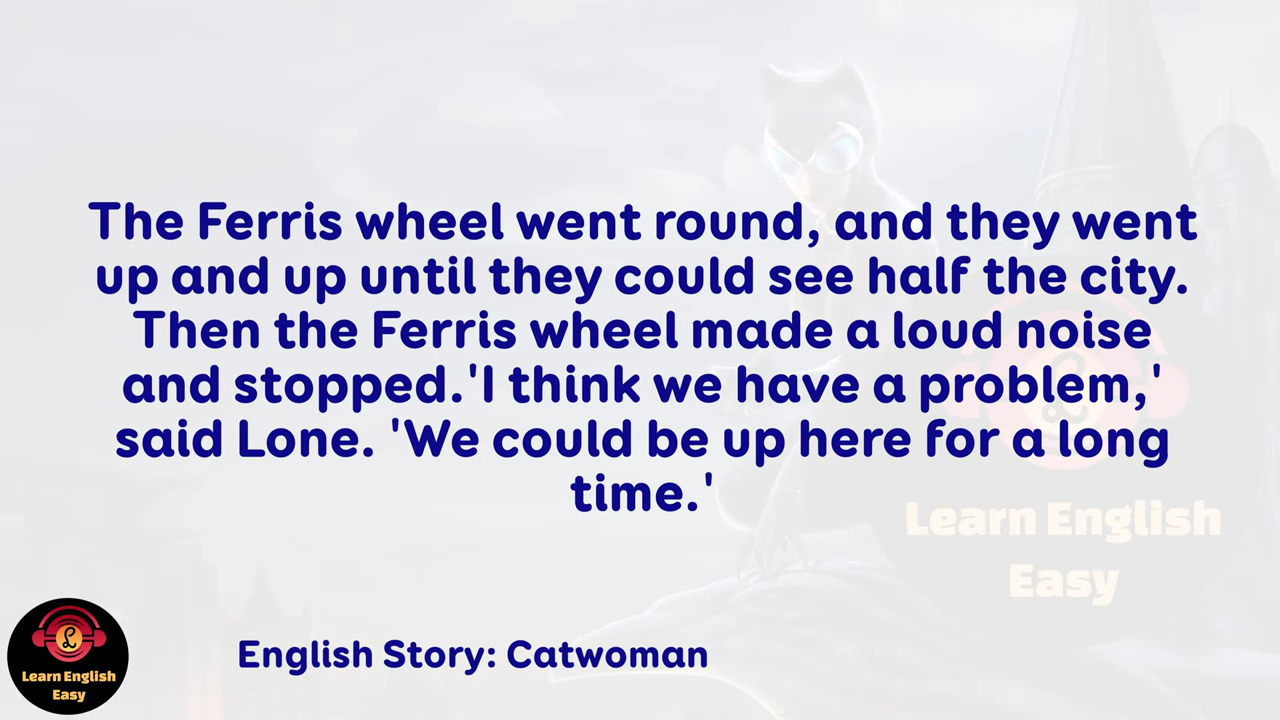 The Ferris wheel went round, and they went
up and up until they could see half the city.
Then the Ferris wheel made a loud noise
and stopped.'I think we have a problem,'
said Lone. 'We could be up here for a long
time.'
Learn English
Easy
English Story: Catwoman
Learn English
Easy